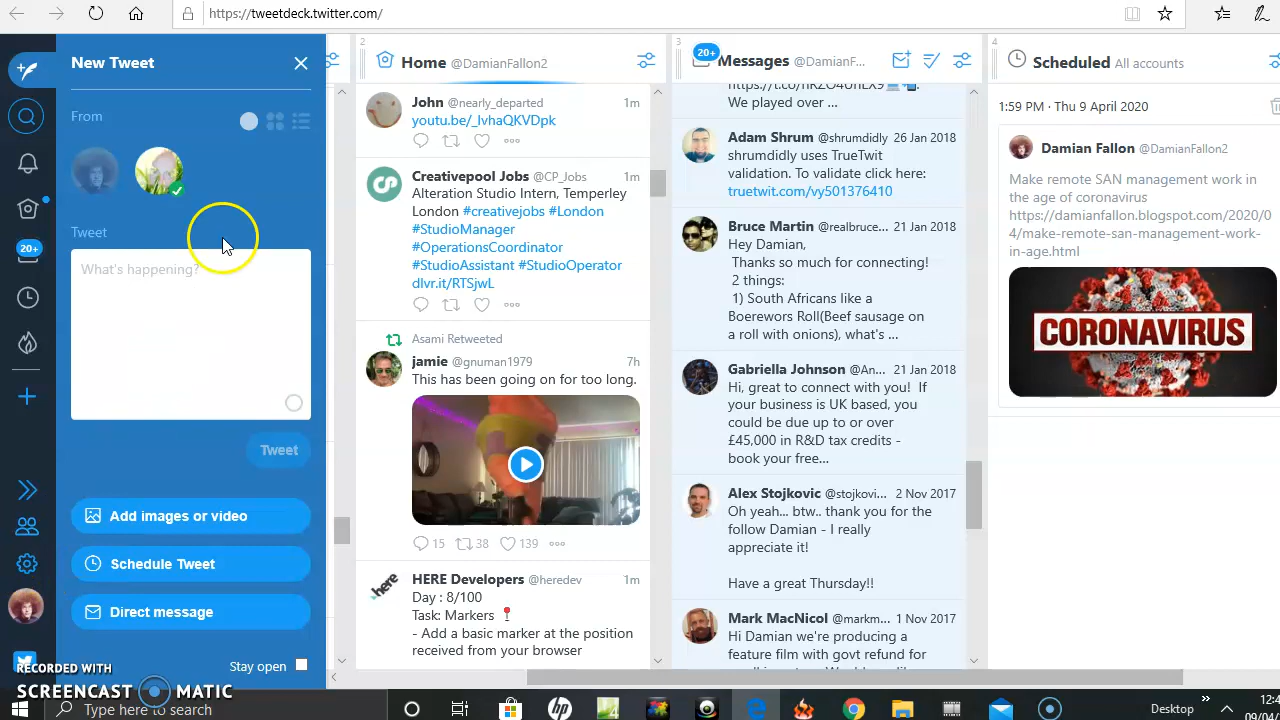 https://tweetdeck.twitter.com/
New Tweet
From
Tweet
What's happening?
Tweet
Add images or video
Schedule Tweet
Direct message
Stay open
20+
2
Home @DamianFallon2
John @nearly_departed 1m
youtu.be/_IvhaQKVDpk
Creativepool Jobs @CP_Jobs 1m
Alteration Studio Intern, Temperley
London #creativejobs #London
#StudioManager
#OperationsCoordinator
#StudioAssistant #StudioOperator
dlvr.it/RTSjwL
Asami Retweeted
jamie @gnuman1979 7h
This has been going on for too long.
15 38 139
HERE Developers @heredev 1m
Day : 8/100
Task: Markers 📍
- Add a basic marker at the position
received from your browser
3
20+
Messages @DamianF...
We played over ...
Adam Shrum @shrumdidly 26 Jan 2018
shrumdidly uses TrueTwit
validation. To validate click here:
truetwit.com/vy501376410
Bruce Martin @realbruce... 21 Jan 2018
Hey Damian,
Thanks so much for connecting!
2 things:
1) South Africans like a
Boerewors Roll(Beef sausage on
a roll with onions), what's ...
Gabriella Johnson @An... 21 Jan 2018
Hi, great to connect with you! If
your business is UK based, you
could be due up to or over
£45,000 in R&D tax credits -
book your free...
Alex Stojkovic @stojkovi... 2 Nov 2017
Oh yeah... btw.. thank you for the
follow Damian - I really
appreciate it!
Have a great Thursday!!
Mark MacNicol @markm... 1 Nov 2017
Hi Damian we're producing a
feature film with govt refund for
4
Scheduled All accounts
1:59 PM · Thu 9 April 2020
Damian Fallon @DamianFallon2
Make remote SAN management work in
the age of coronavirus
https://damianfallon.blogspot.com/2020/0
4/make-remote-san-management-work-
in-age.html
CORONAVIRUS
RECORDED WITH
SCREENCAST MATIC
Type here to search
hp
Desktop